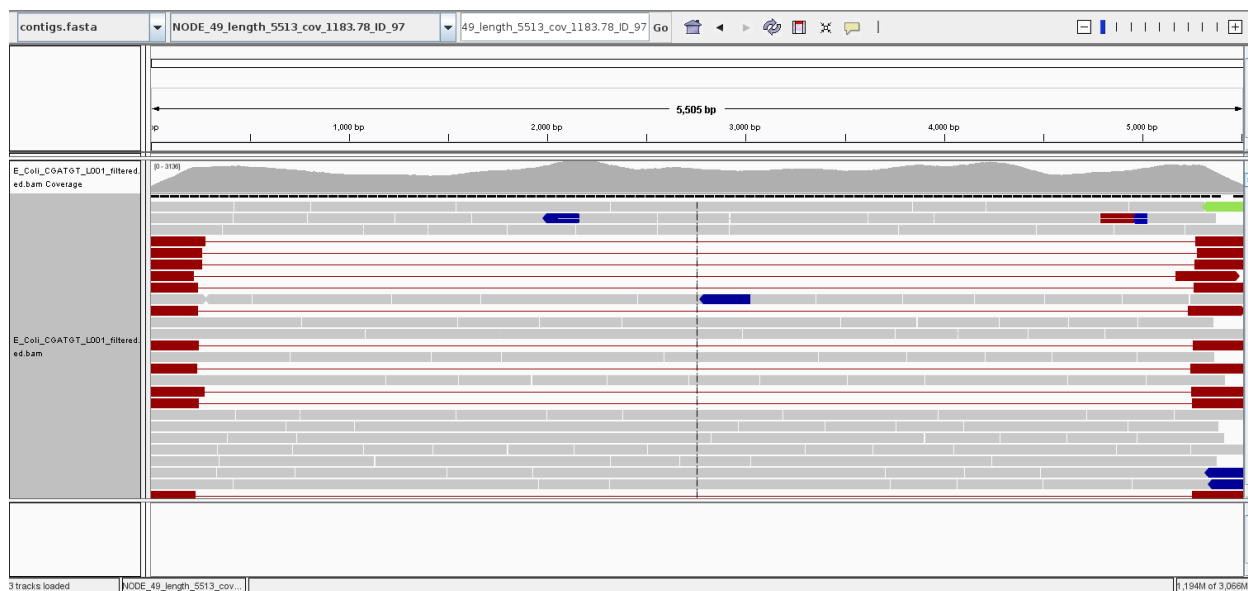 contigs.fasta NODE_49_length_5513_cov_1183.78_ID_97 49_length_5513_cov_1183.78_ID_97 Go
5,505 bp
bp 1,000 bp 2,000 bp 3,000 bp 4,000 bp 5,000 bp
E_Coli_CGATGT_L001_filtered.
ed.bam Coverage
[0 - 3136]
E_Coli_CGATGT_L001_filtered.
ed.bam
3 tracks loaded NODE_49_length_5513_cov... 1,194M of 3,066M